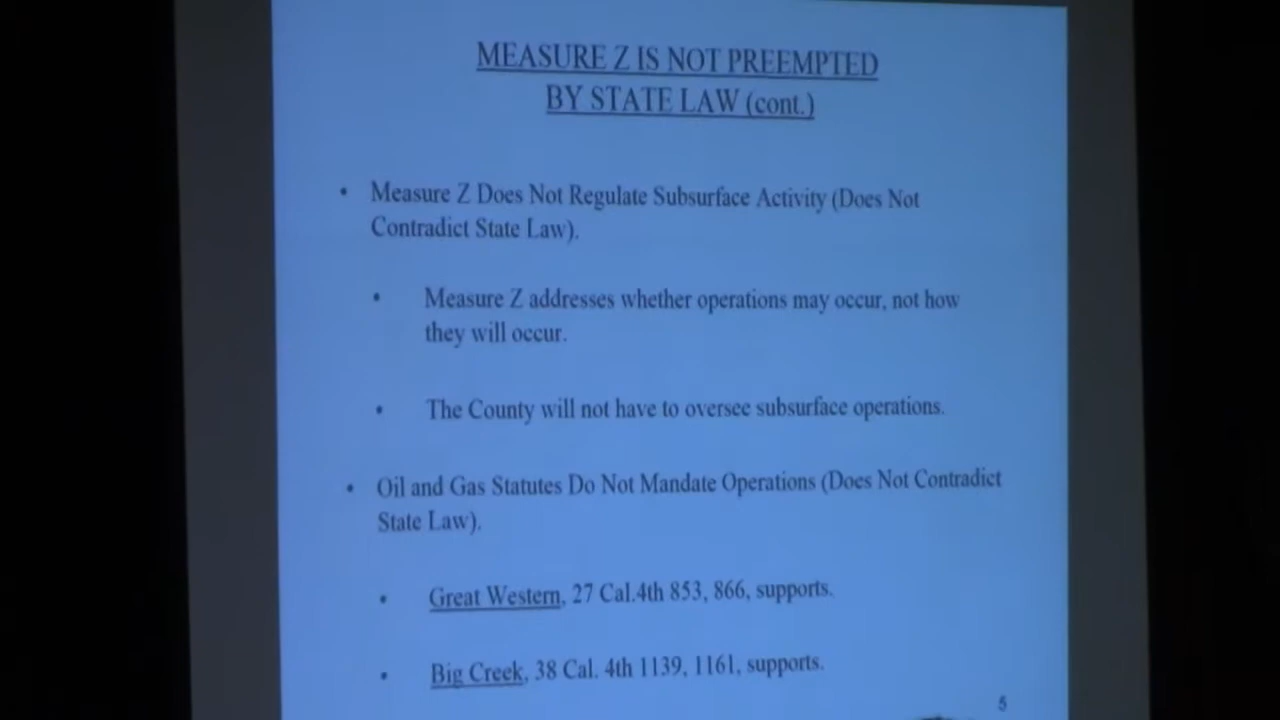 MEASURE Z IS NOT PREEMPTED
BY STATE LAW (cont.)
• Measure Z Does Not Regulate Subsurface Activity (Does Not
Contradict State Law).
• Measure Z addresses whether operations may occur, not how
they will occur.
• The County will not have to oversee subsurface operations.
• Oil and Gas Statutes Do Not Mandate Operations (Does Not Contradict
State Law).
• Great Western, 27 Cal.4th 853, 866, supports.
• Big Creek, 38 Cal. 4th 1139, 1161, supports.
5